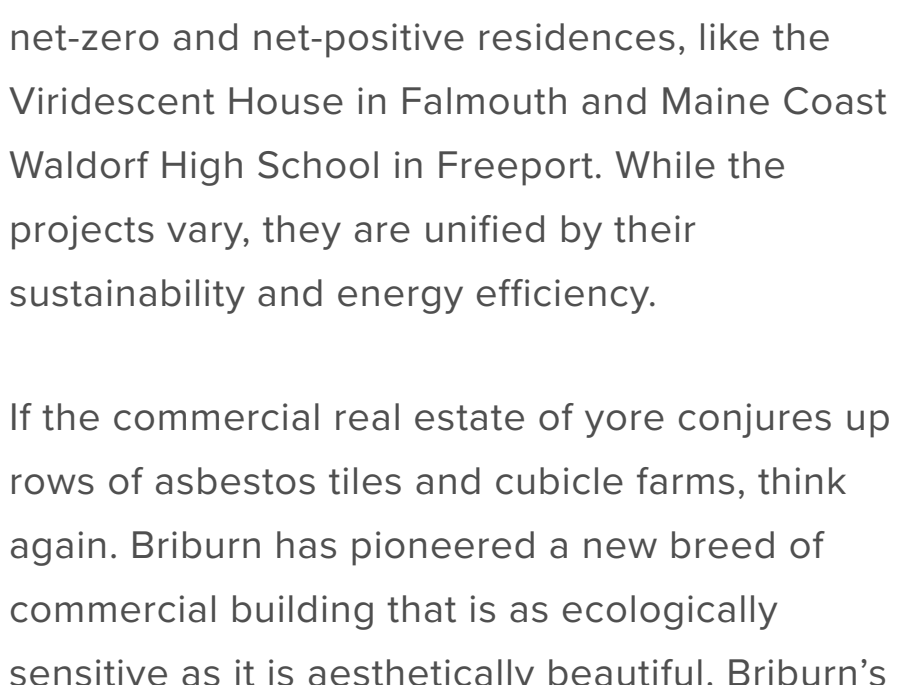 net-zero and net-positive residences, like the
Viridescent House in Falmouth and Maine Coast
Waldorf High School in Freeport. While the
projects vary, they are unified by their
sustainability and energy efficiency.
If the commercial real estate of yore conjures up
rows of asbestos tiles and cubicle farms, think
again. Briburn has pioneered a new breed of
commercial building that is as ecologically
sensitive as it is aesthetically beautiful. Briburn’s